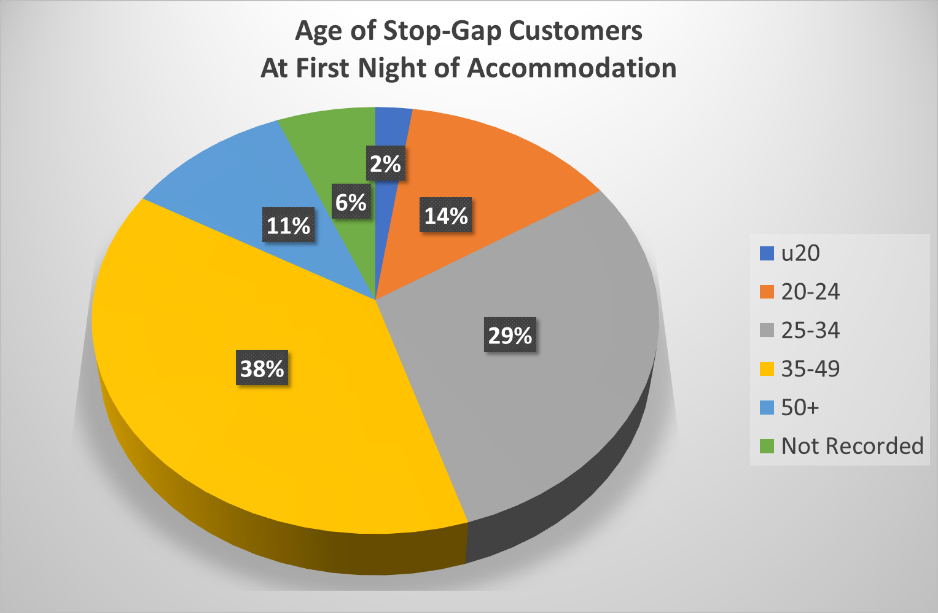 Age of Stop-Gap Customers
At First Night of Accommodation
2%
14%
29%
38%
11%
6%
u20
20-24
25-34
35-49
50+
Not Recorded